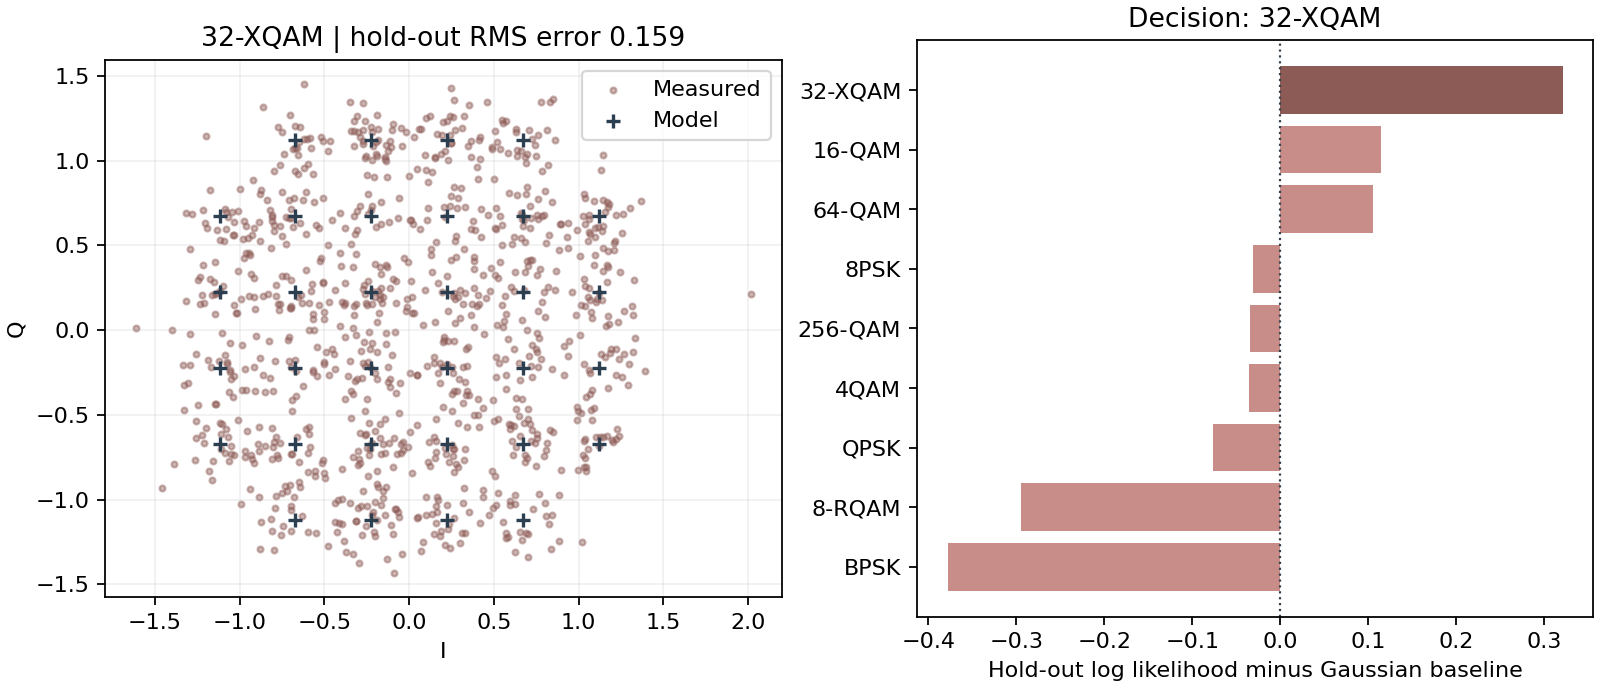 32-XQAM | hold-out RMS error 0.159
Measured
Model
1.5
1.0
0.5
0.0
−0.5
−1.0
−1.5
Q
−1.5
−1.0
−0.5
0.0
0.5
1.0
1.5
2.0
I
Decision: 32-XQAM
32-XQAM
16-QAM
64-QAM
8PSK
256-QAM
4QAM
QPSK
8-RQAM
BPSK
−0.4
−0.3
−0.2
−0.1
0.0
0.1
0.2
0.3
Hold-out log likelihood minus Gaussian baseline